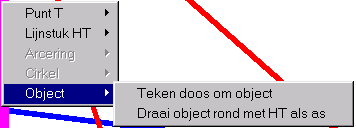 Punt T
Lijnstuk HT
Arcering
Cirkel
Object
Teken doos om object
Draai object rond met HT als as